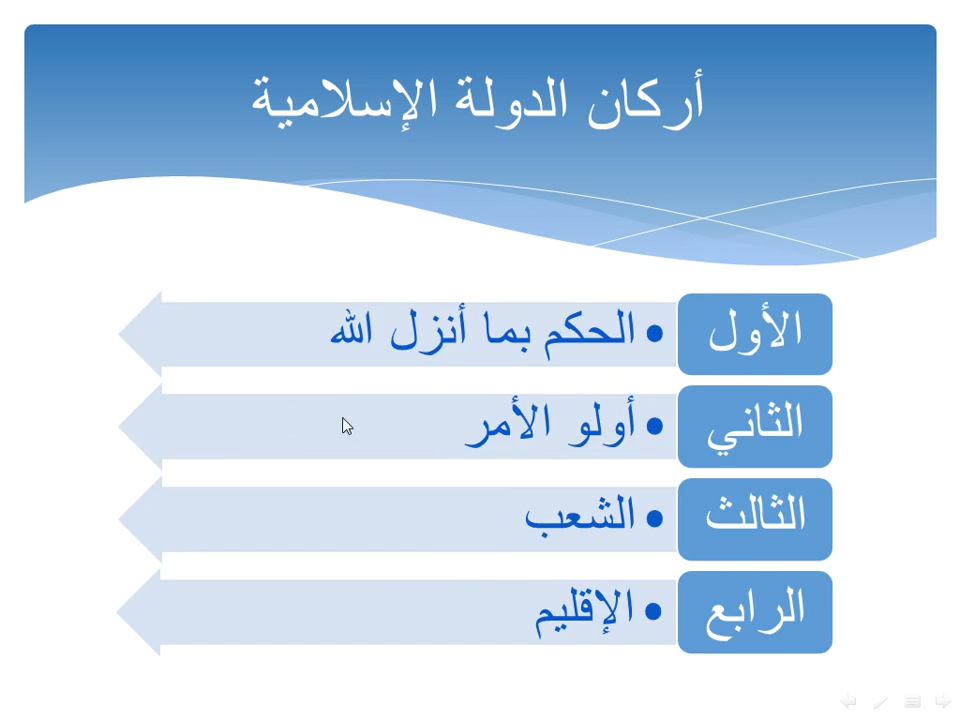 أركان الدولة الإسلامية
الأول
• الحكم بما أنزل الله
الثاني
• أولو الأمر
الثالث
• الشعب
الرابع
• الإقليم